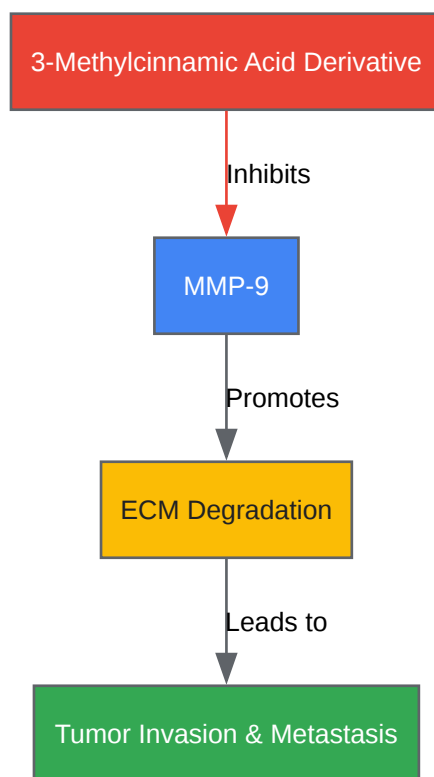 3-Methylcinnamic Acid Derivative
Inhibits
MMP-9
Promotes
ECM Degradation
Leads to
Tumor Invasion & Metastasis